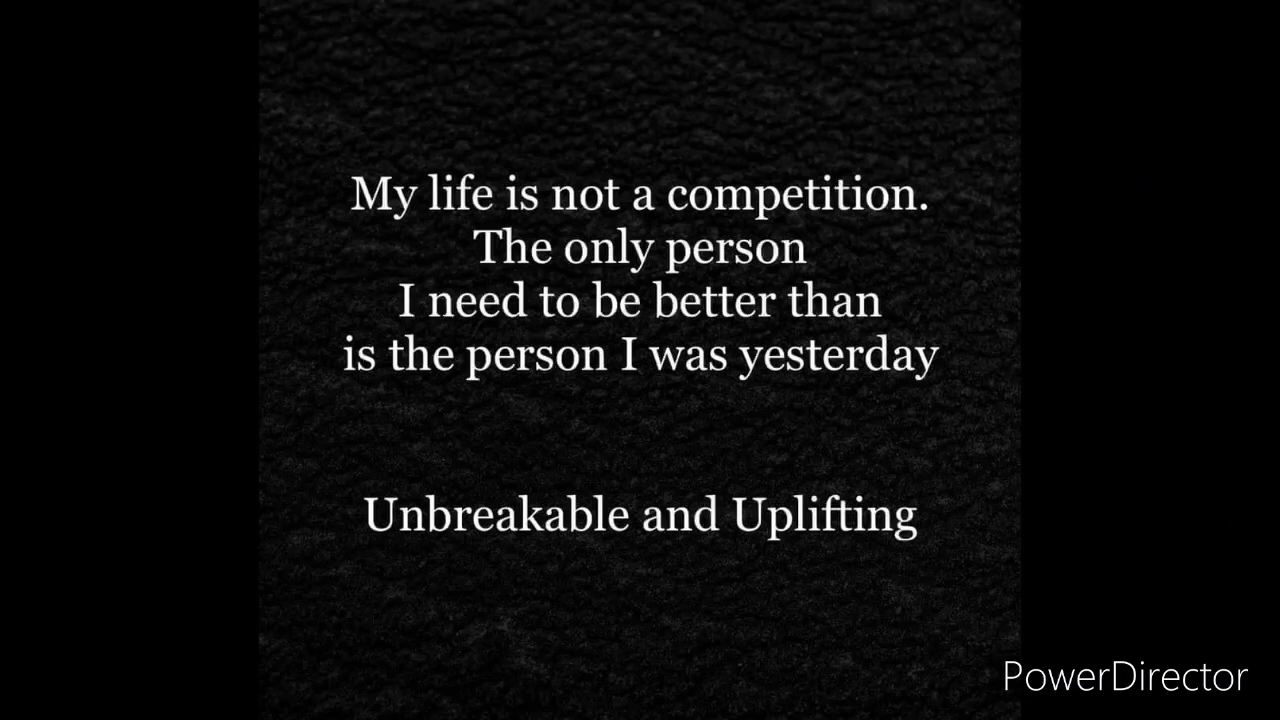 My life is not a competition.
The only person
I need to be better than
is the person I was yesterday
Unbreakable and Uplifting
PowerDirector